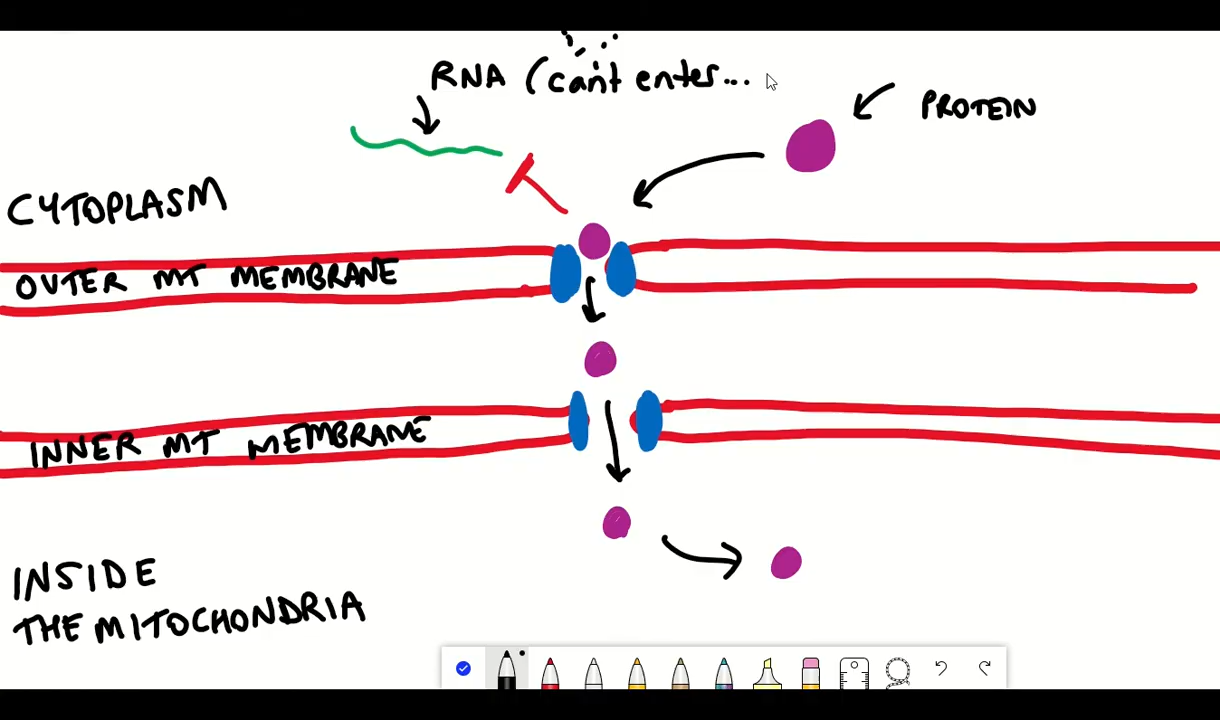 RNA (can't enter...
PROTEIN
CYTOPLASM
OUTER MT MEMBRANE
INNER MT MEMBRANE
INSIDE
THE MITOCHONDRIA